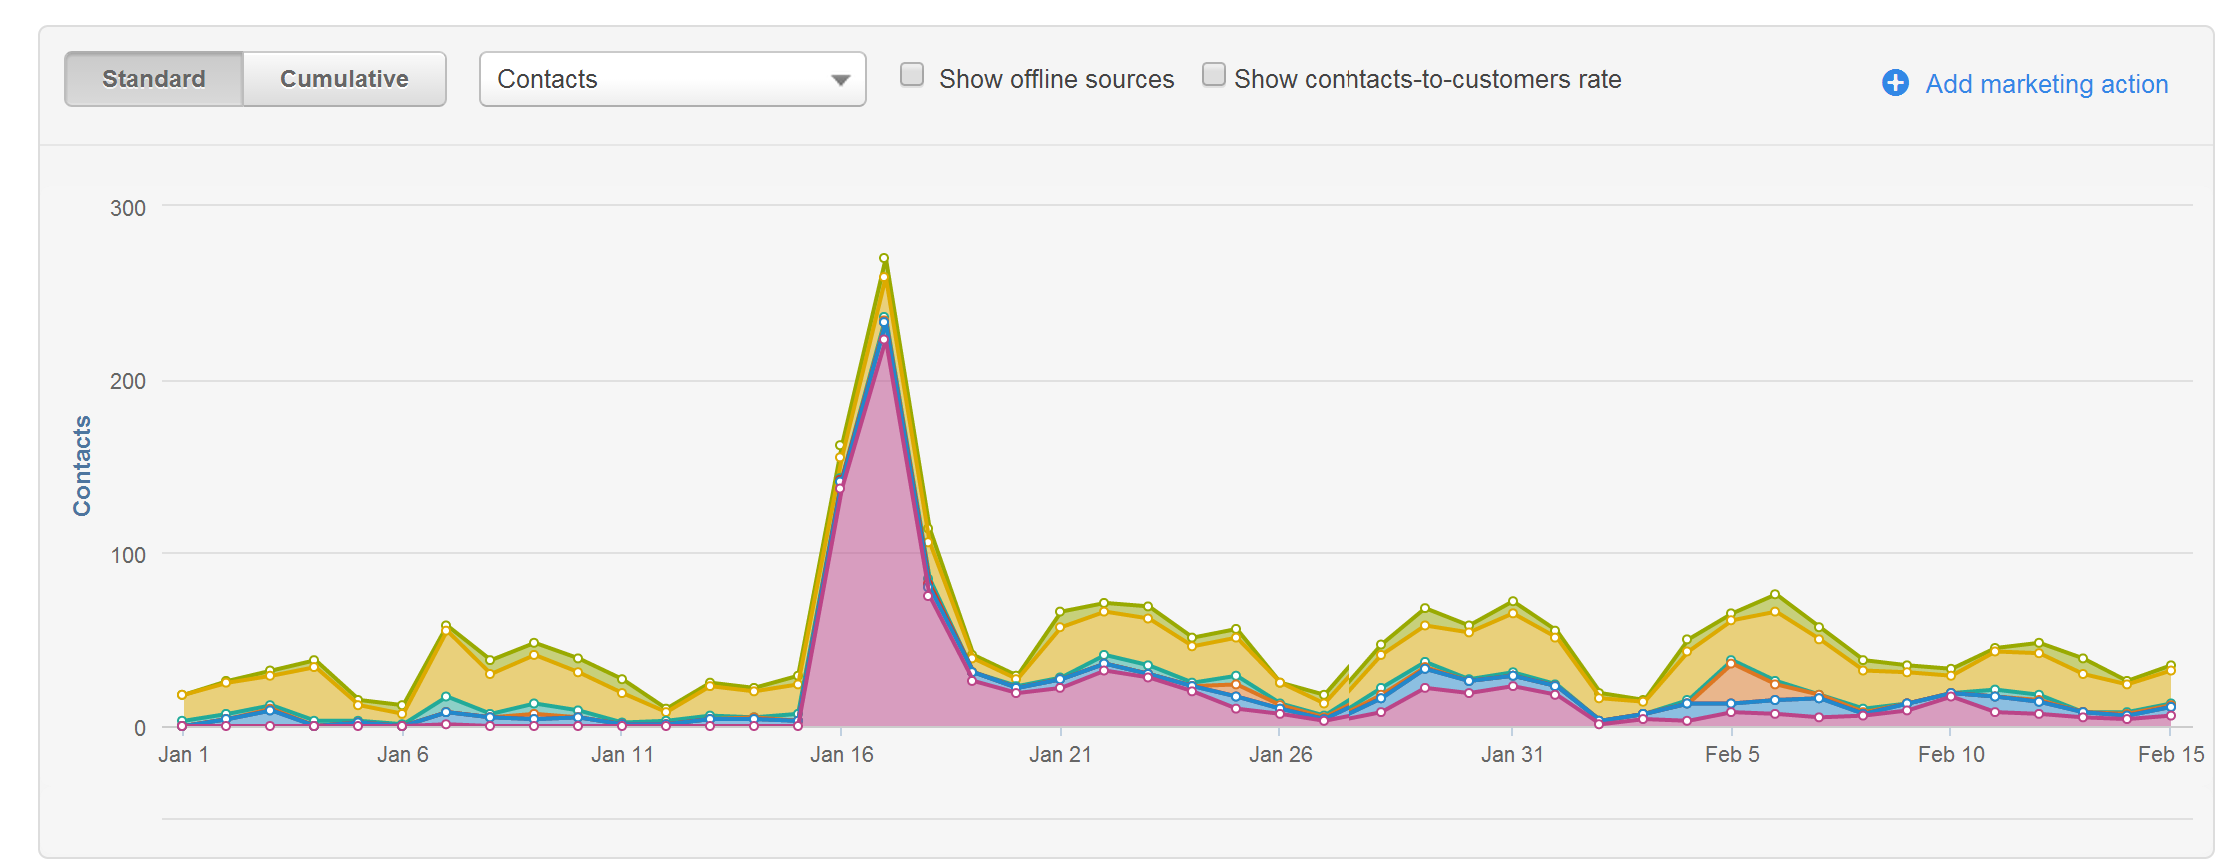 Standard Cumulative Contacts Show offline sources Show conhtacts-to-customers rate Add marketing action
300
200
100
0
Contacts
Jan 1 Jan 6 Jan 11 Jan 16 Jan 21 Jan 26 Jan 31 Feb 5 Feb 10 Feb 15